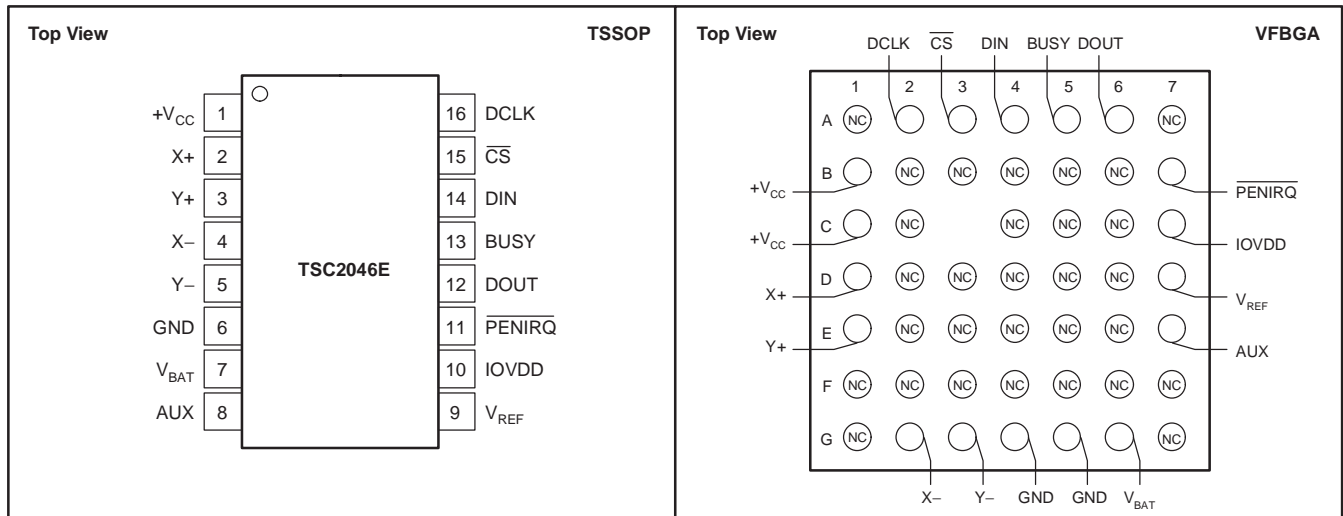 Top View TSSOP
+VCC 1 16 DCLK
X+ 2 15 CS
Y+ 3 14 DIN
X− 4 13 BUSY
TSC2046E
Y− 5 12 DOUT
GND 6 11 PENIRQ
VBAT 7 10 IOVDD
AUX 8 9 VREF
Top View VFBGA
DCLK CS DIN BUSY DOUT
1 2 3 4 5 6 7
A NC NC
B NC NC NC NC NC
+VCC PENIRQ
C NC NC NC NC
+VCC IOVDD
D NC NC NC NC NC
X+ VREF
E NC NC NC NC NC
Y+ AUX
F NC NC NC NC NC NC NC
G NC NC
X− Y− GND GND VBAT